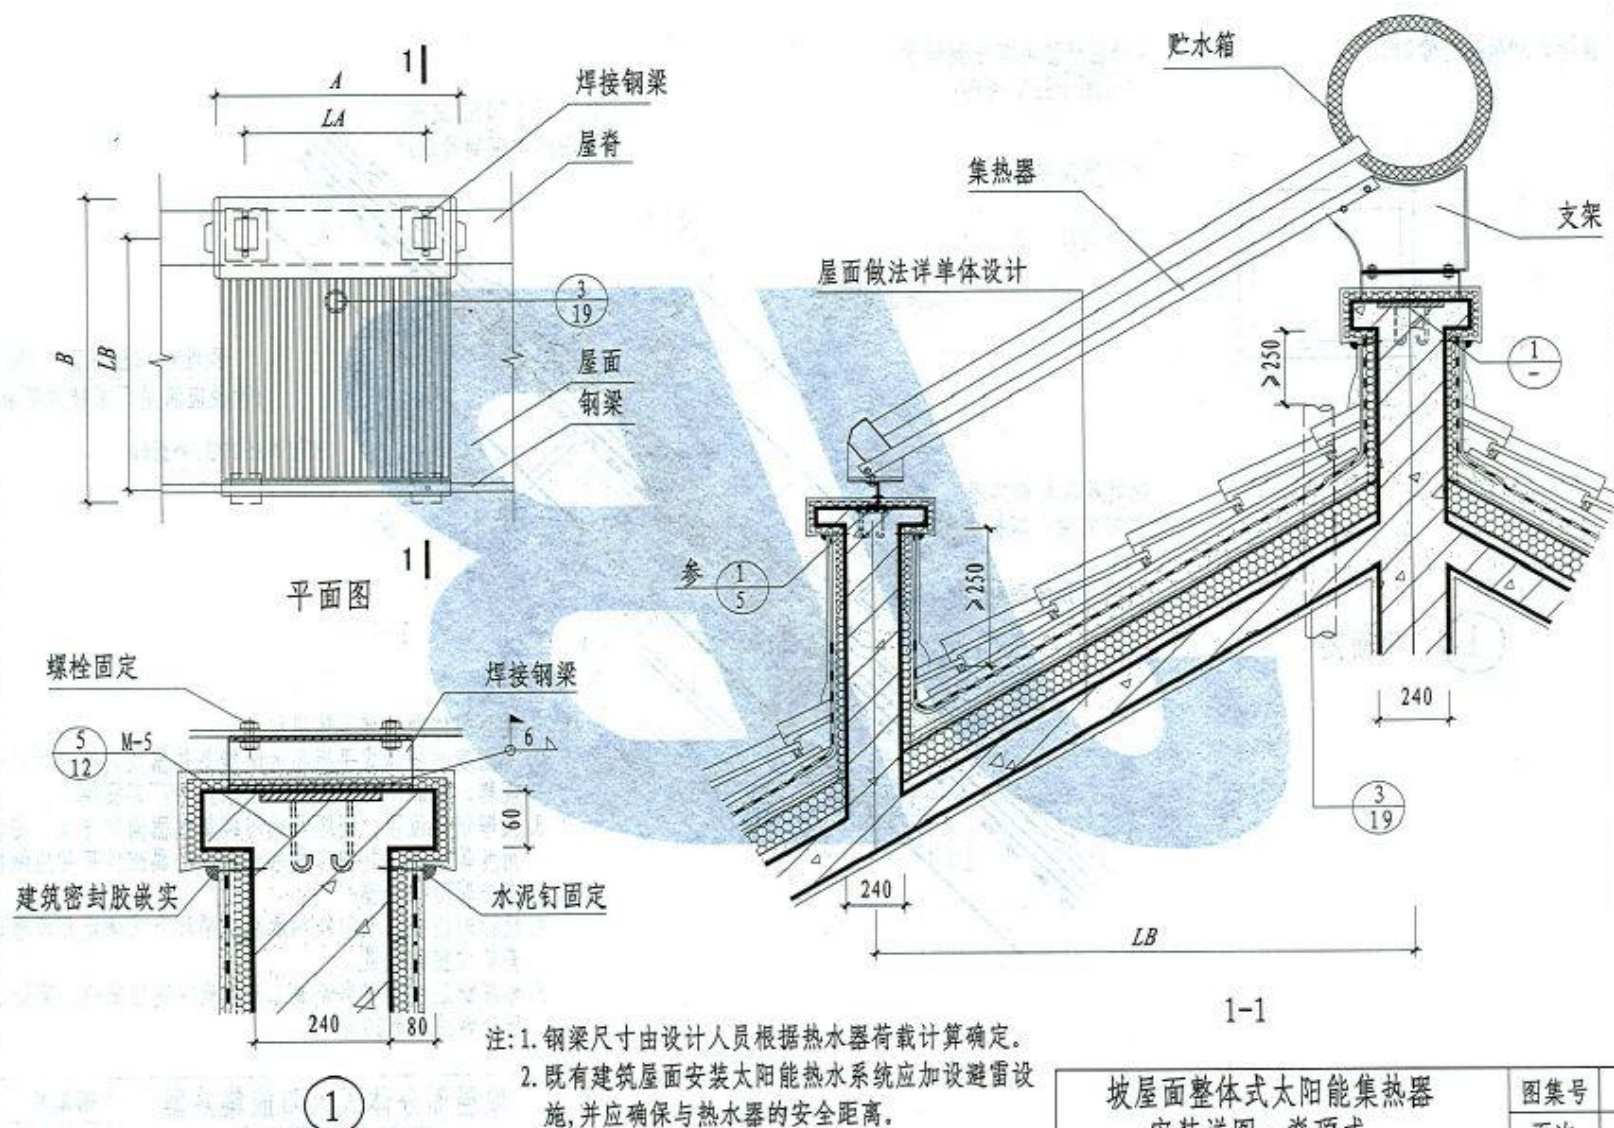 1
A
LA
焊接钢梁
屋脊
B
LB
3
19
屋面
钢梁
1
平面图
贮水箱
集热器
支架
屋面做法详单体设计
≥250
1
-
参
1
5
≥250
240
240
3
19
LB
1-1
螺栓固定
焊接钢梁
5
12
M-5
6
60
建筑密封胶嵌实
水泥钉固定
240
80
1
注:1.钢梁尺寸由设计人员根据热水器荷载计算确定。
2.既有建筑屋面安装太阳能热水系统应加设避雷设
施,并应确保与热水器的安全距离。
坡屋面整体式太阳能集热器
图集号